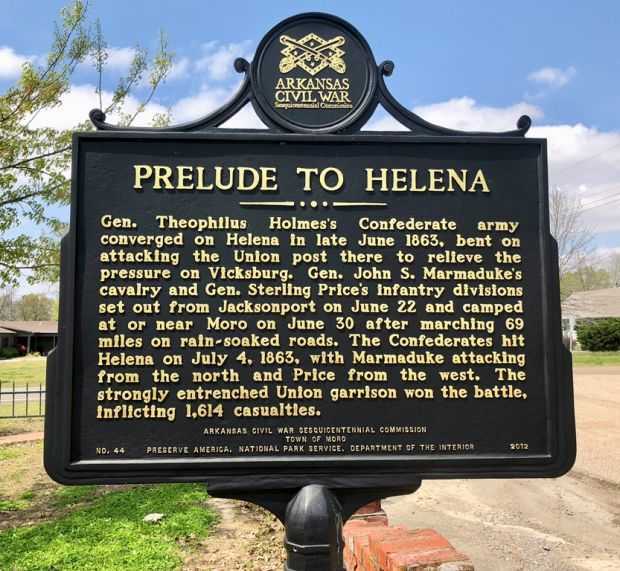 ARKANSAS
CIVIL WAR
Sesquicentennial Commission
PRELUDE TO HELENA
Gen. Theophilus Holmes's Confederate army
converged on Helena in late June 1863, bent on
attacking the Union post there to relieve the
pressure on Vicksburg. Gen. John S. Marmaduke's
cavalry and Gen. Sterling Price's infantry divisions
set out from Jacksonport on June 22 and camped
at or near Moro on June 30 after marching 69
miles on rain-soaked roads. The Confederates hit
Helena on July 4, 1863, with Marmaduke attacking
from the north and Price from the west. The
strongly entrenched Union garrison won the battle,
inflicting 1,614 casualties.
ARKANSAS CIVIL WAR SESQUICENTENNIAL COMMISSION
TOWN OF MORO
NO. 44 PRESERVE AMERICA, NATIONAL PARK SERVICE, DEPARTMENT OF THE INTERIOR 2012